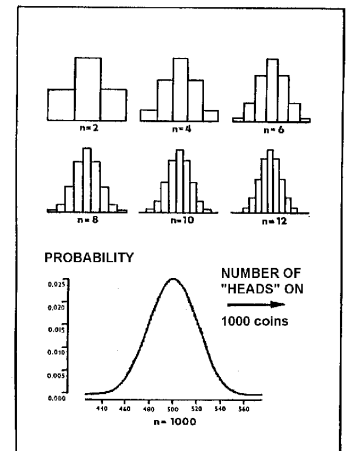 n=2 n=4 n=6
n=8 n=10 n=12
PROBABILITY
NUMBER OF
"HEADS" ON
1000 coins
0.025
0.020
0.015
0.010
0.005
0.000
440 460 480 500 520 540 560
n=1000